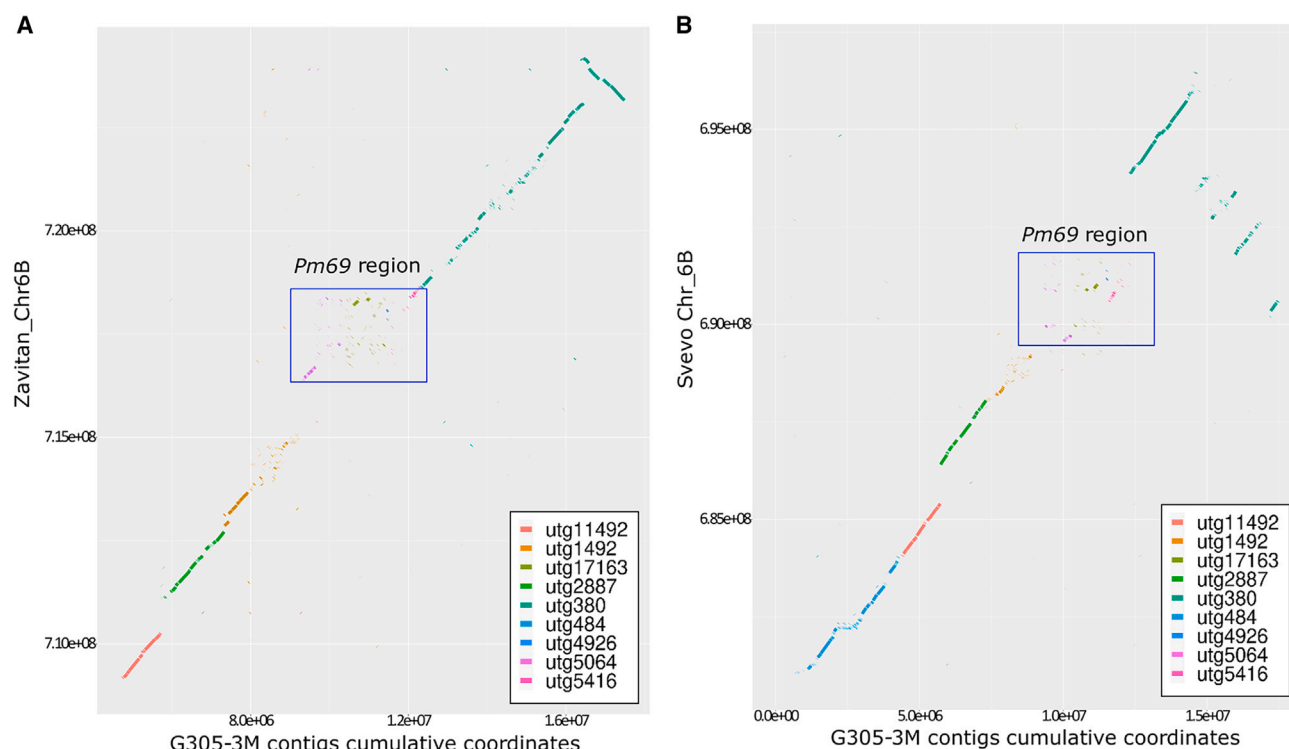 A
Zavitan_Chr6B
7.20e+08
7.15e+08
7.10e+08
Pm69 region
utg11492
utg1492
utg17163
utg2887
utg380
utg484
utg4926
utg5064
utg5416
8.0e+06
1.2e+07
1.6e+07
G305-3M contigs cumulative coordinates
B
Svevo Chr_6B
6.95e+08
6.90e+08
6.85e+08
Pm69 region
utg11492
utg1492
utg17163
utg2887
utg380
utg484
utg4926
utg5064
utg5416
0.0e+00
5.0e+06
1.0e+07
1.5e+07
G305-3M contigs cumulative coordinates